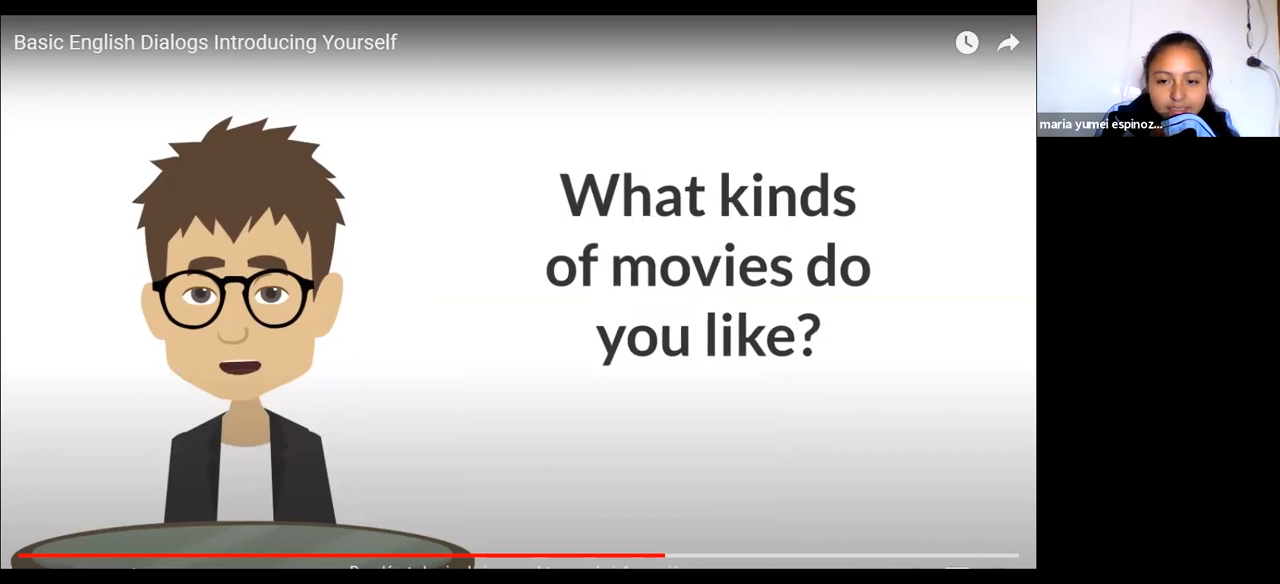 Basic English Dialogs Introducing Yourself
What kinds
of movies do
you like?
maria yumei espinoz...